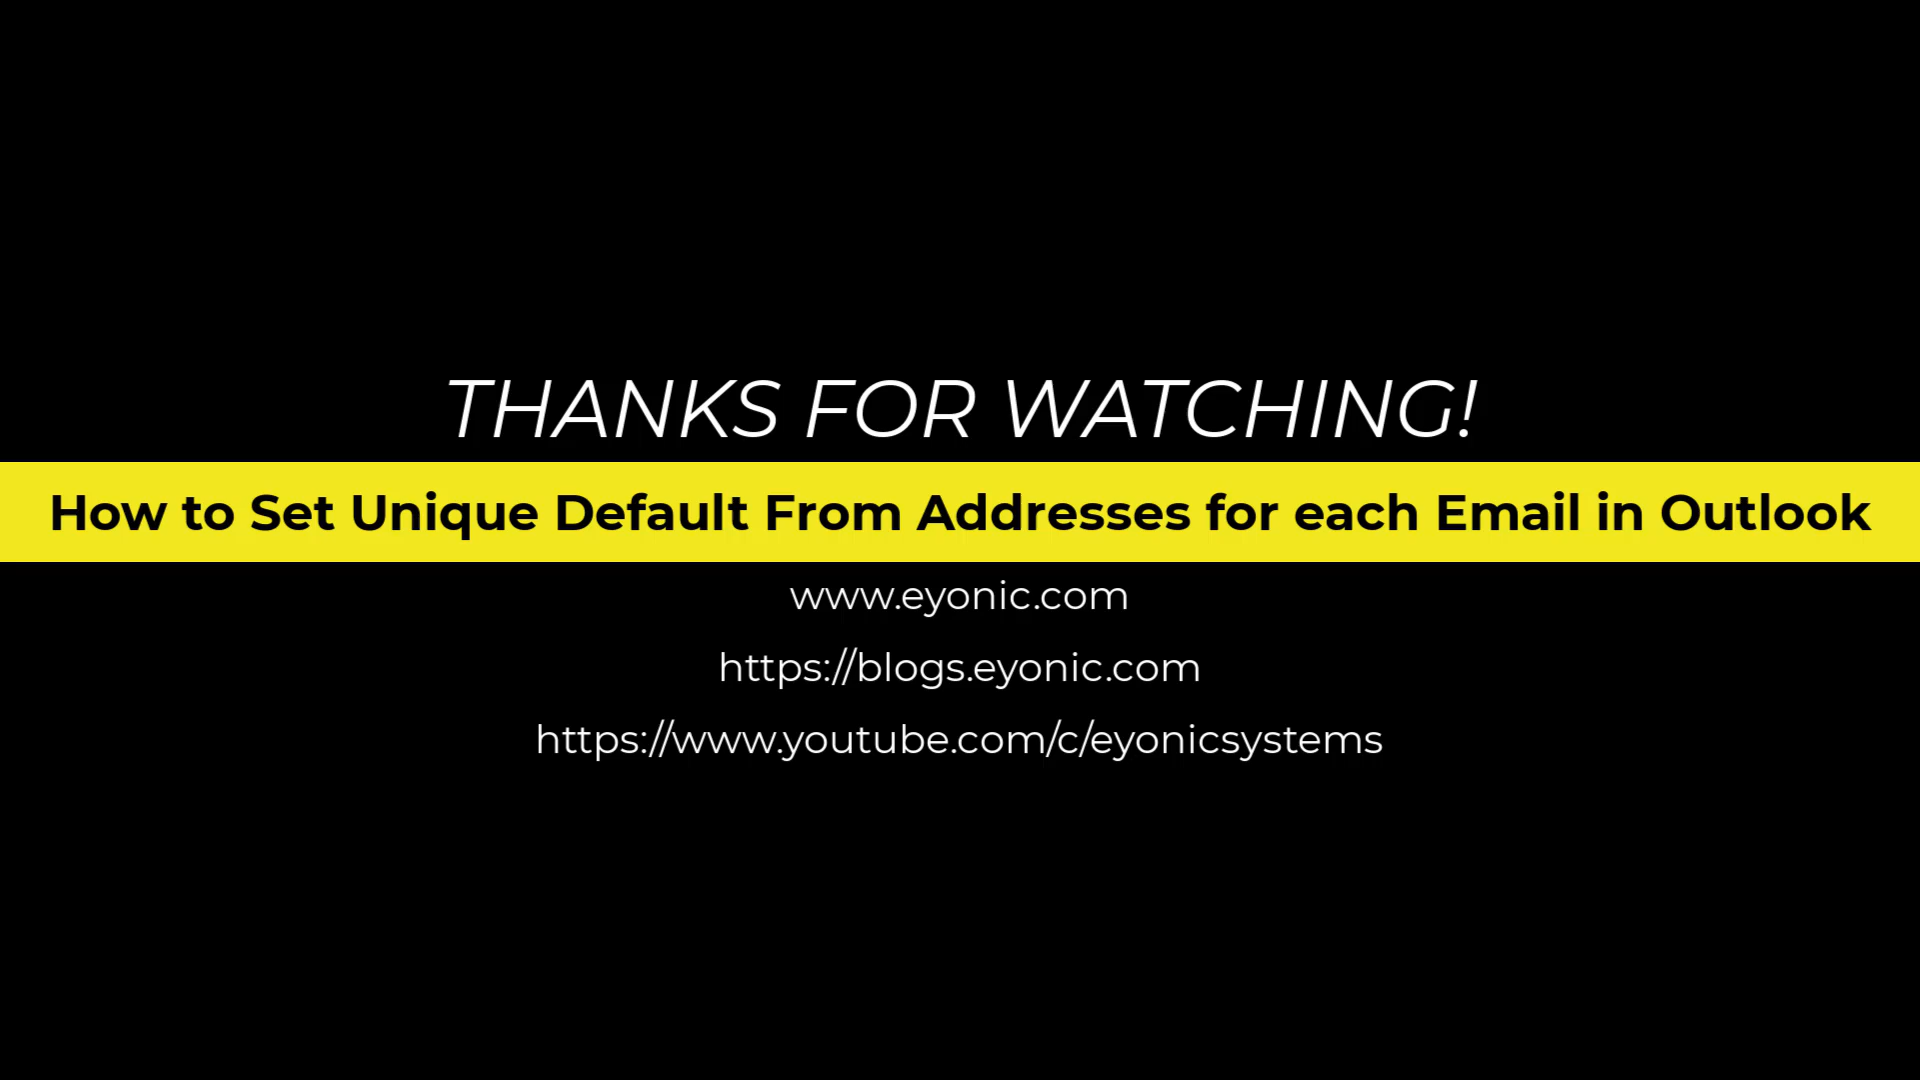 THANKS FOR WATCHING!
How to Set Unique Default From Addresses for each Email in Outlook
www.eyonic.com
https://blogs.eyonic.com
https://www.youtube.com/c/eyonicsystems